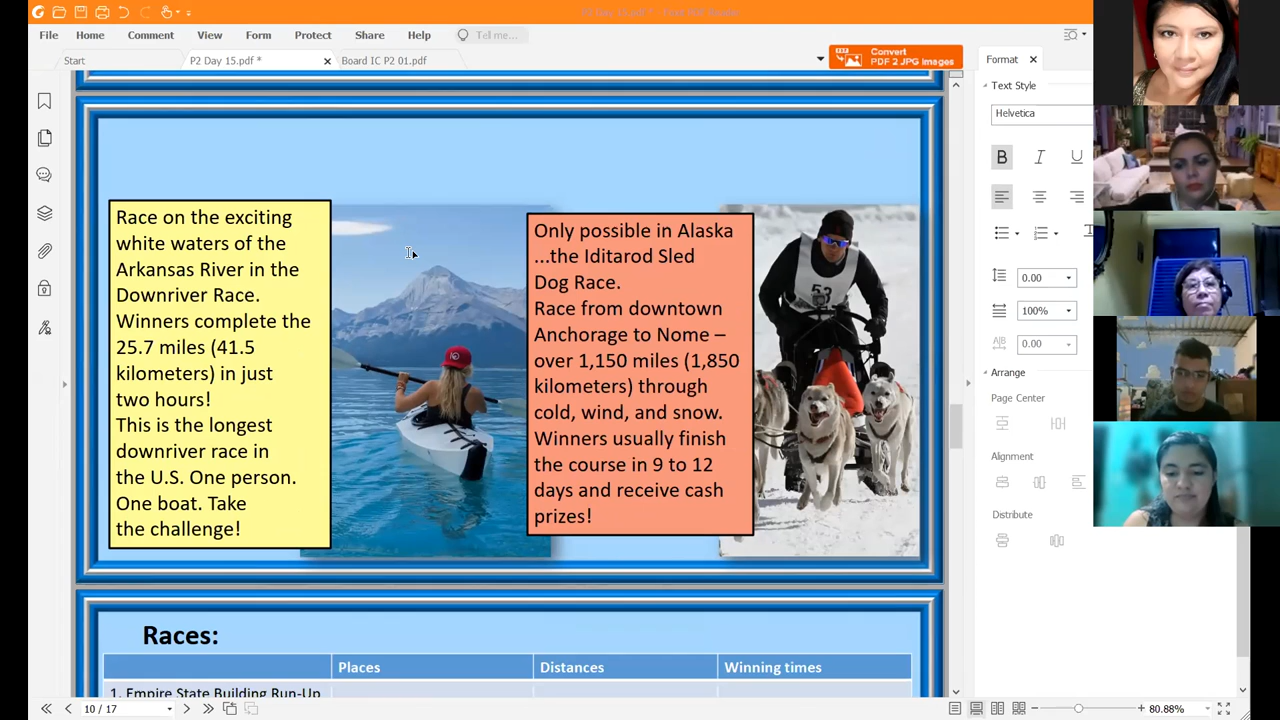 File Home Comment View Form Protect Share Help Tell me...
Start P2 Day 15.pdf * Board IC P2 01.pdf
Convert
PDF 2 JPG Images
Format
Text Style
Helvetica
B I U
0.00
100%
0.00
Arrange
Page Center
Alignment
Distribute
Race on the exciting
white waters of the
Arkansas River in the
Downriver Race.
Winners complete the
25.7 miles (41.5
kilometers) in just
two hours!
This is the longest
downriver race in
the U.S. One person.
One boat. Take
the challenge!
Only possible in Alaska
...the Iditarod Sled
Dog Race.
Race from downtown
Anchorage to Nome –
over 1,150 miles (1,850
kilometers) through
cold, wind, and snow.
Winners usually finish
the course in 9 to 12
days and receive cash
prizes!
53
Races:
Places Distances Winning times
1. Empire State Building Run-Up
10 / 17
80.88%